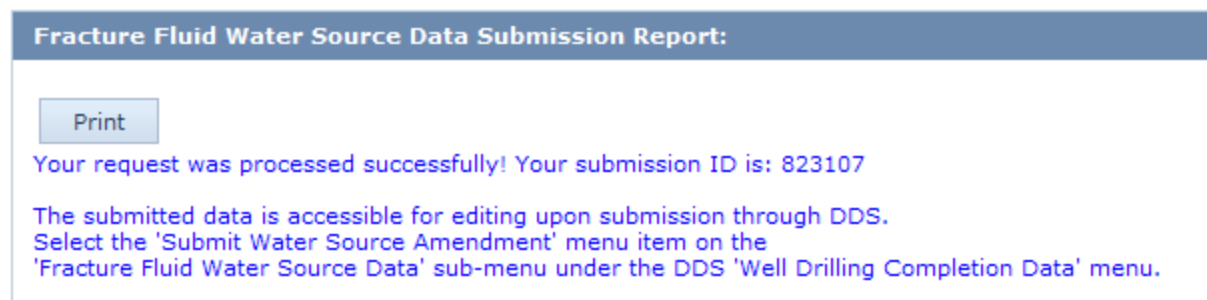 Fracture Fluid Water Source Data Submission Report:
Print
Your request was processed successfully! Your submission ID is: 823107
The submitted data is accessible for editing upon submission through DDS.
Select the 'Submit Water Source Amendment' menu item on the
'Fracture Fluid Water Source Data' sub-menu under the DDS 'Well Drilling Completion Data' menu.